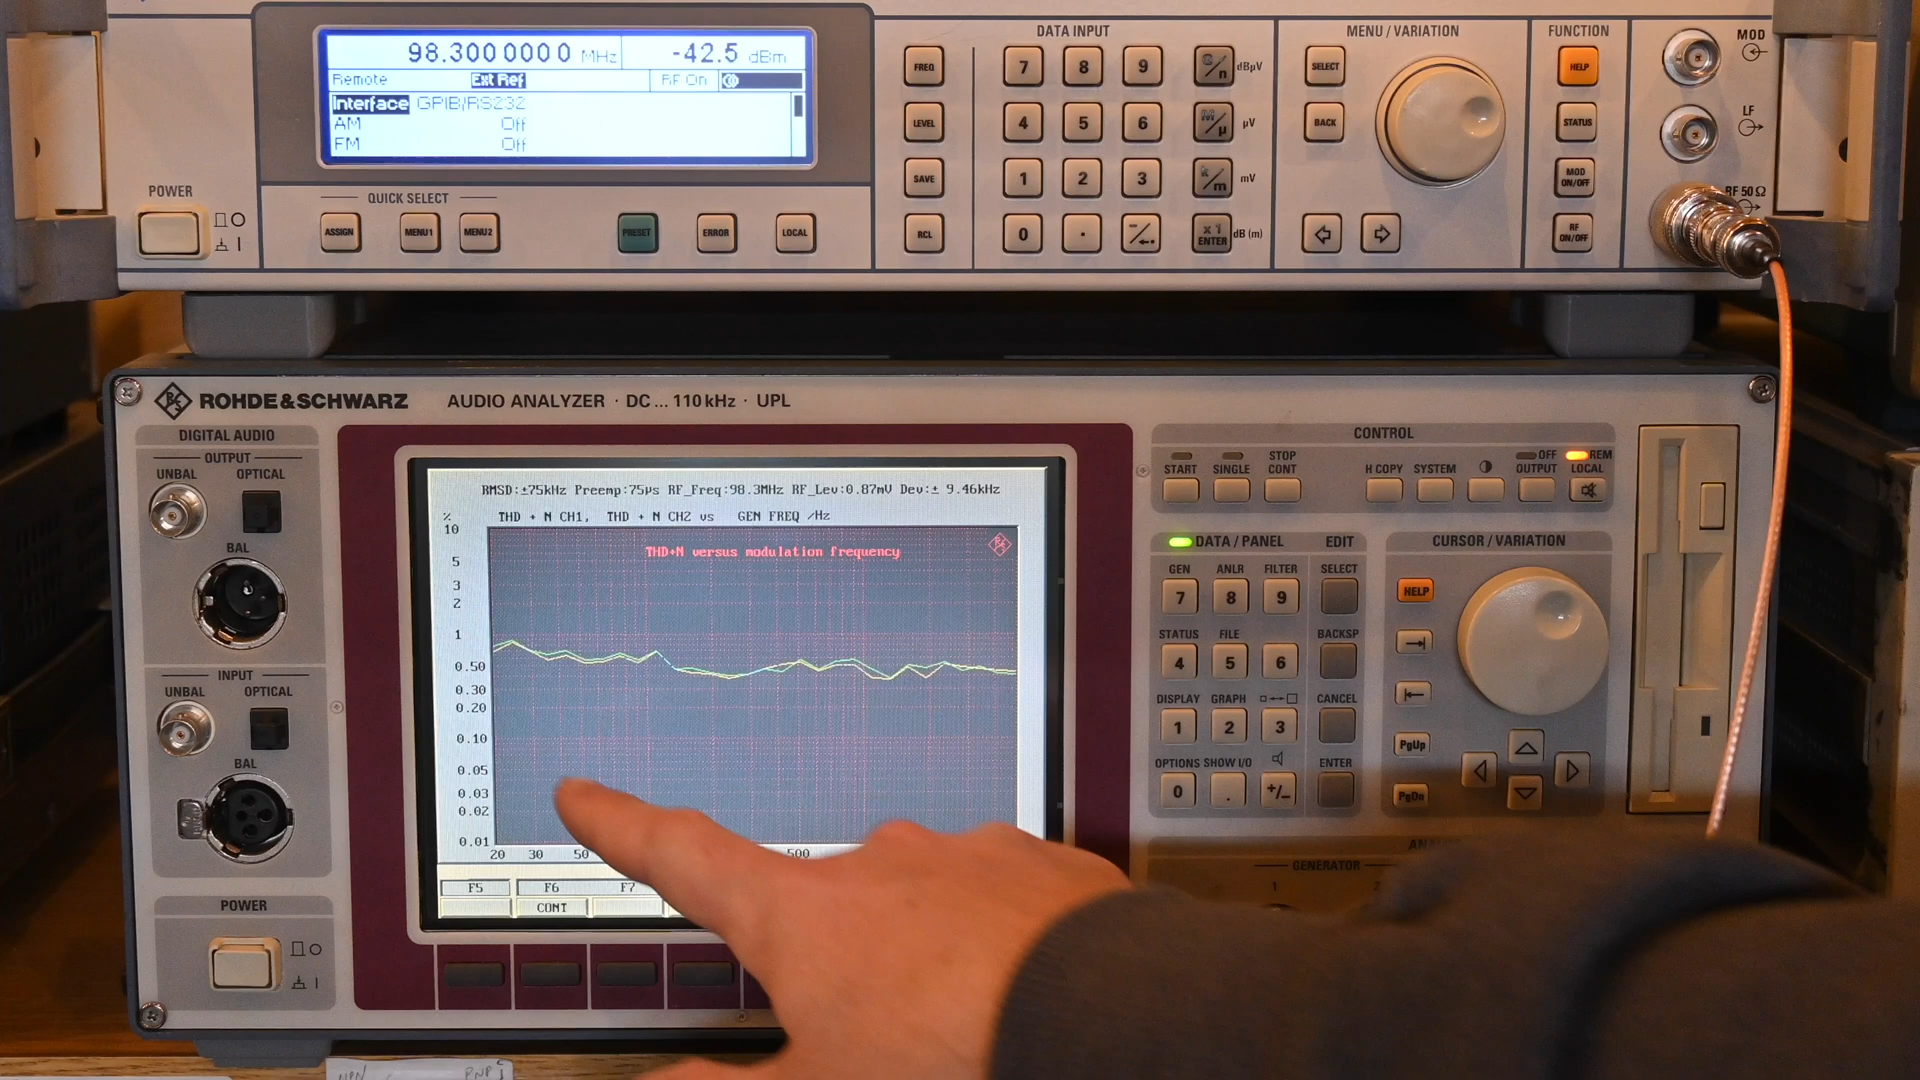 98.300 000 0 MHz -42.5 dBm
Remote Ext Ref RF On
Interface GPIB/RS232
AM Off
FM Off
POWER
QUICK SELECT
ASSIGN MENU1 MENU2 PRESET ERROR LOCAL
DATA INPUT
FREQ 7 8 9 G/n dBµV
LEVEL 4 5 6 M/µ µV
SAVE 1 2 3 k/m mV
RCL 0 . -/←. x1 ENTER dB (m)
MENU / VARIATION
SELECT
BACK
FUNCTION
HELP
STATUS
MOD ON/OFF
RF ON/OFF
MOD
LF
RF 50 Ω
ROHDE & SCHWARZ AUDIO ANALYZER · DC ... 110 kHz · UPL
DIGITAL AUDIO
OUTPUT
UNBAL OPTICAL
BAL
INPUT
UNBAL OPTICAL
BAL
POWER
RMSD:±75kHz Preemp:75µs RF_Freq:98.3MHz RF_Lev:0.87mV Dev:± 9.46kHz
% THD + N CH1, THD + N CH2 vs GEN FREQ /Hz
THD+N versus modulation frequency
10
5
3
2
1
0.50
0.30
0.20
0.10
0.05
0.03
0.02
0.01
20 30 50 500
F5 F6 F7
CONT
CONTROL
START SINGLE STOP CONT H COPY SYSTEM OFF OUTPUT REM LOCAL
DATA / PANEL EDIT
GEN ANLR FILTER SELECT
7 8 9
STATUS FILE BACKSP
4 5 6
DISPLAY GRAPH CANCEL
1 2 3
OPTIONS SHOW I/O ENTER
0 . +/-
CURSOR / VARIATION
HELP
PgUp
PgDn
GENERATOR
1 2
NPN PNP